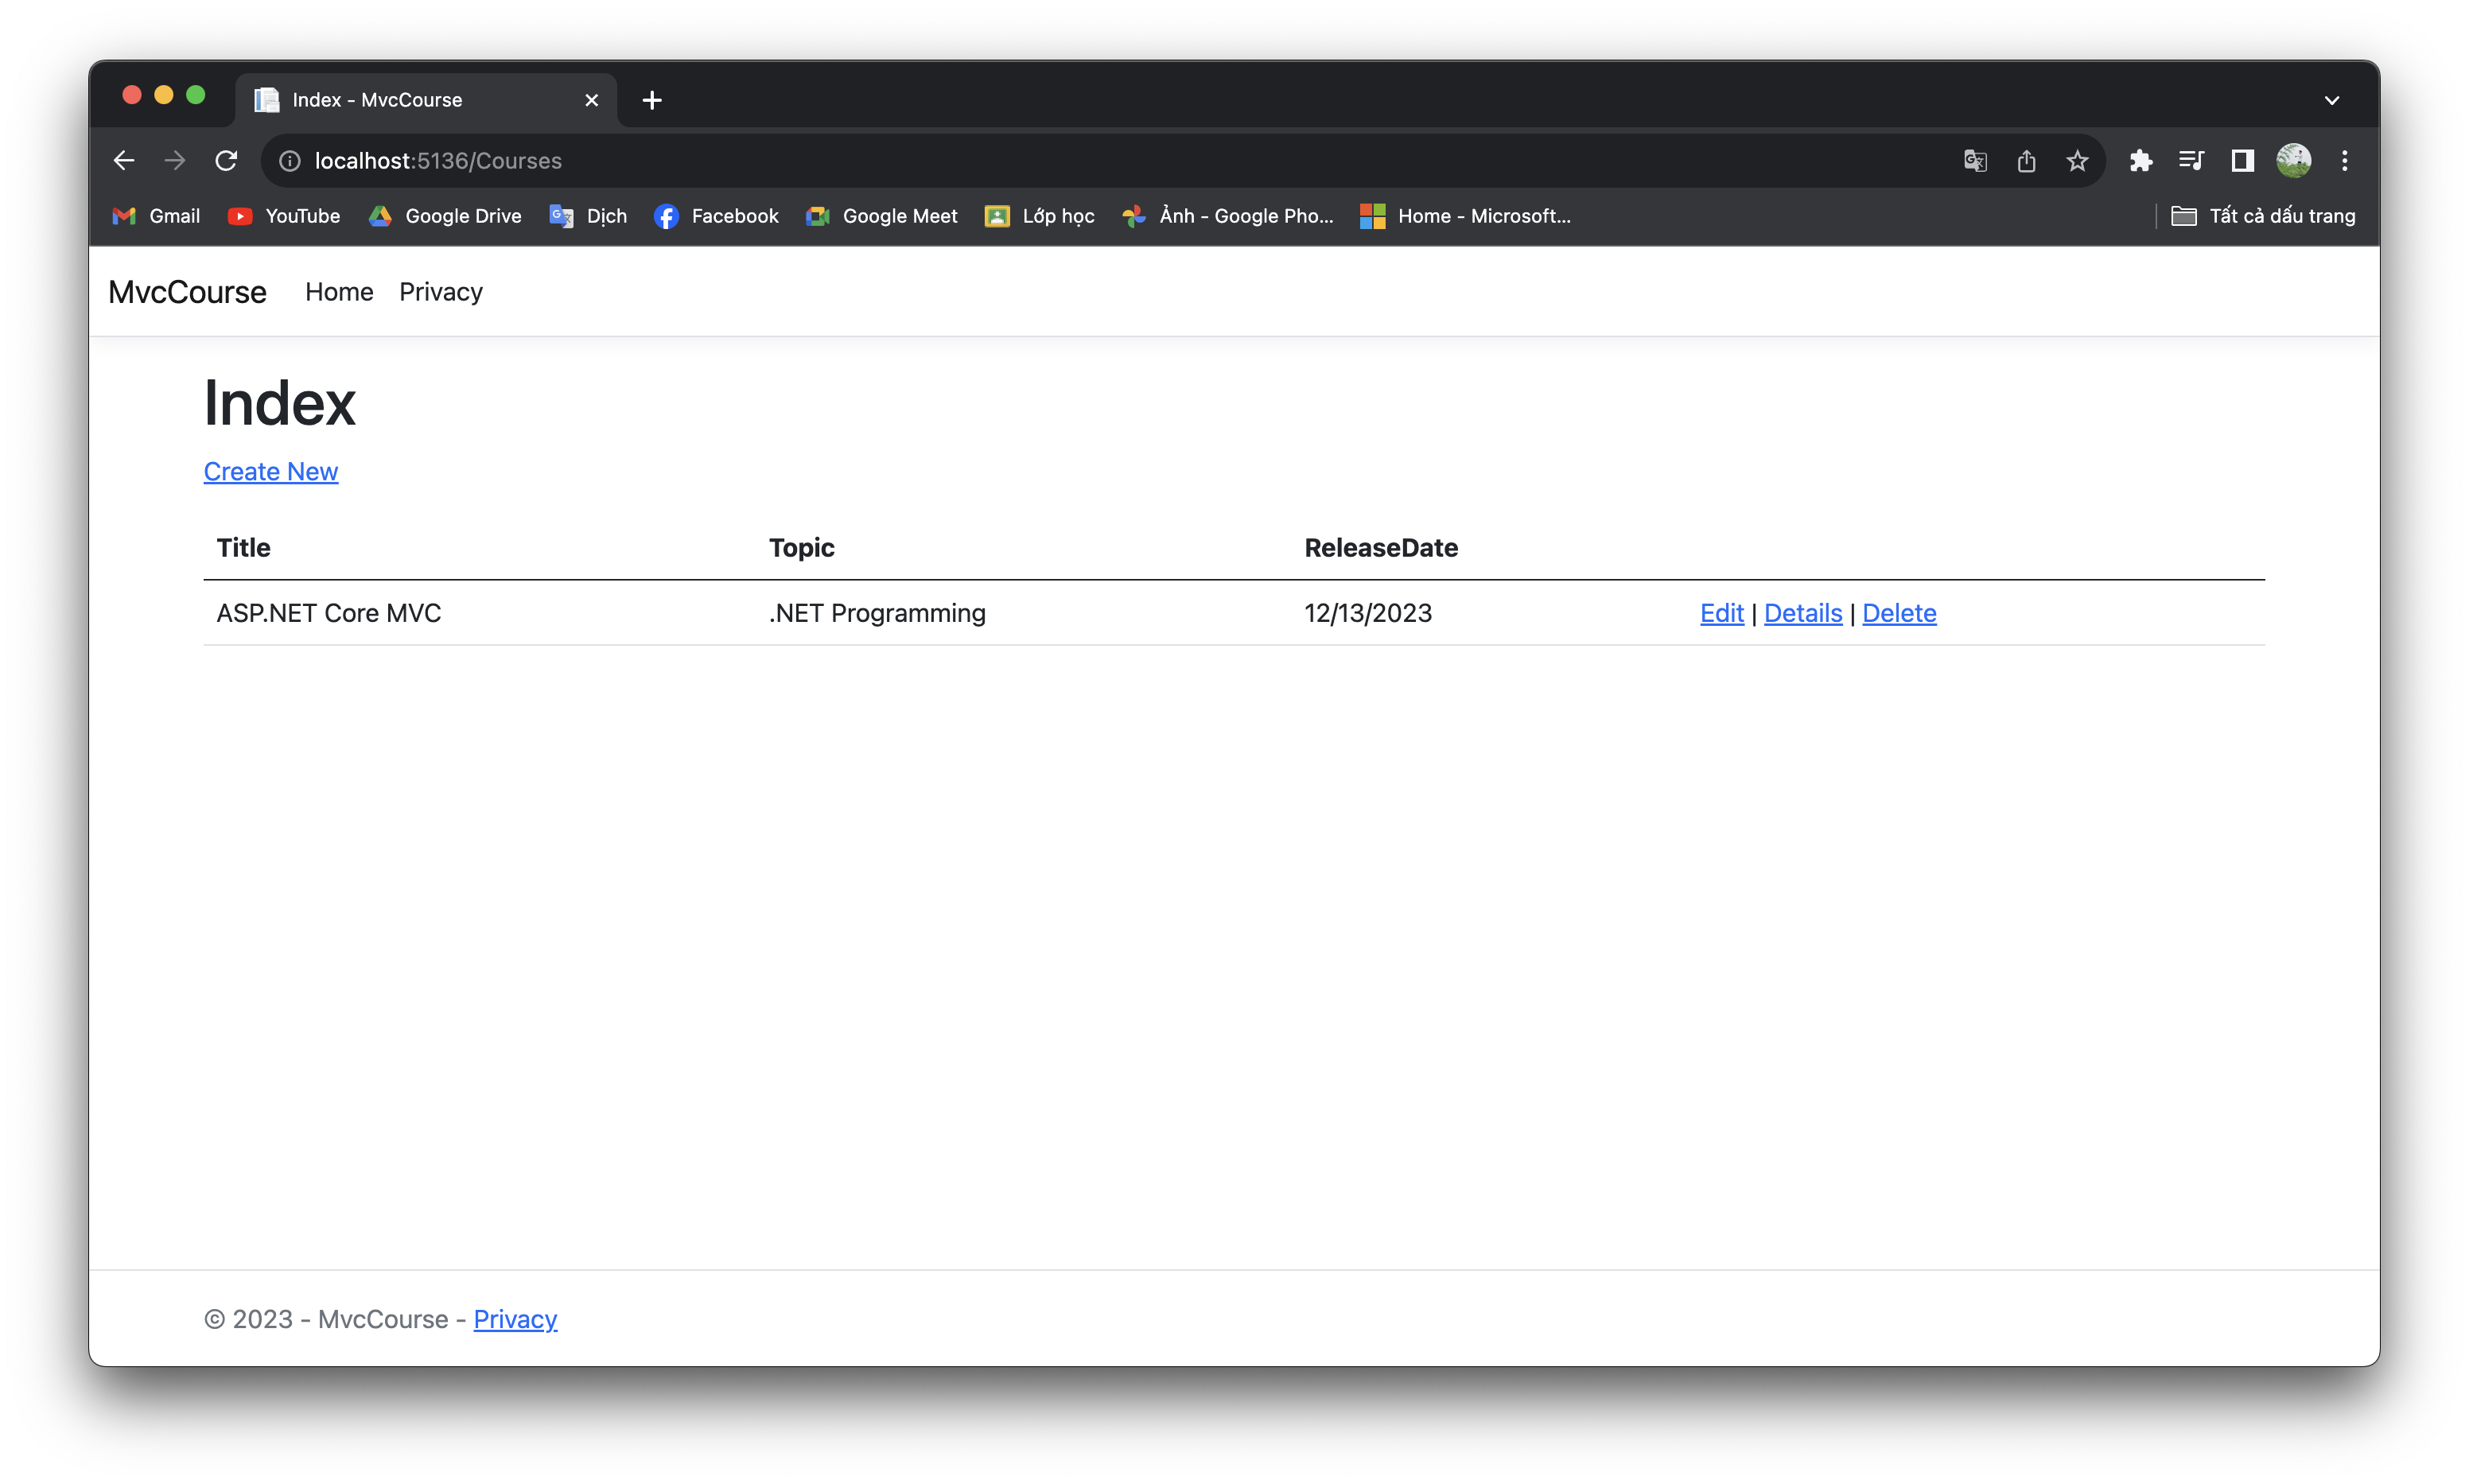 Index - MvcCourse
localhost:5136/Courses
Gmail YouTube Google Drive Dịch Facebook Google Meet Lớp học Ảnh - Google Pho... Home - Microsoft... Tất cả dấu trang
MvcCourse Home Privacy
Index
Create New
Title Topic ReleaseDate
ASP.NET Core MVC .NET Programming 12/13/2023 Edit | Details | Delete
© 2023 - MvcCourse - Privacy